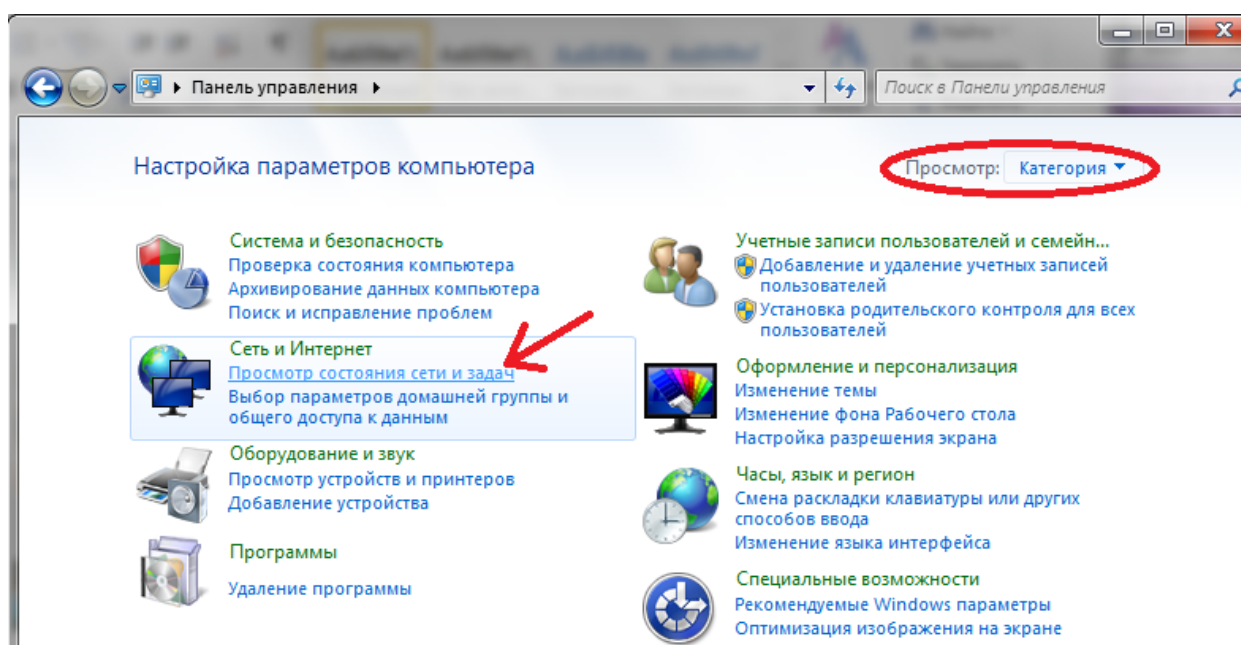 Панель управления
Поиск в Панели управления
Настройка параметров компьютера
Просмотр: Категория
Система и безопасность
Проверка состояния компьютера
Архивирование данных компьютера
Поиск и исправление проблем
Сеть и Интернет
Просмотр состояния сети и задач
Выбор параметров домашней группы и
общего доступа к данным
Оборудование и звук
Просмотр устройств и принтеров
Добавление устройства
Программы
Удаление программы
Учетные записи пользователей и семейн...
Добавление и удаление учетных записей
пользователей
Установка родительского контроля для всех
пользователей
Оформление и персонализация
Изменение темы
Изменение фона Рабочего стола
Настройка разрешения экрана
Часы, язык и регион
Смена раскладки клавиатуры или других
способов ввода
Изменение языка интерфейса
Специальные возможности
Рекомендуемые Windows параметры
Оптимизация изображения на экране